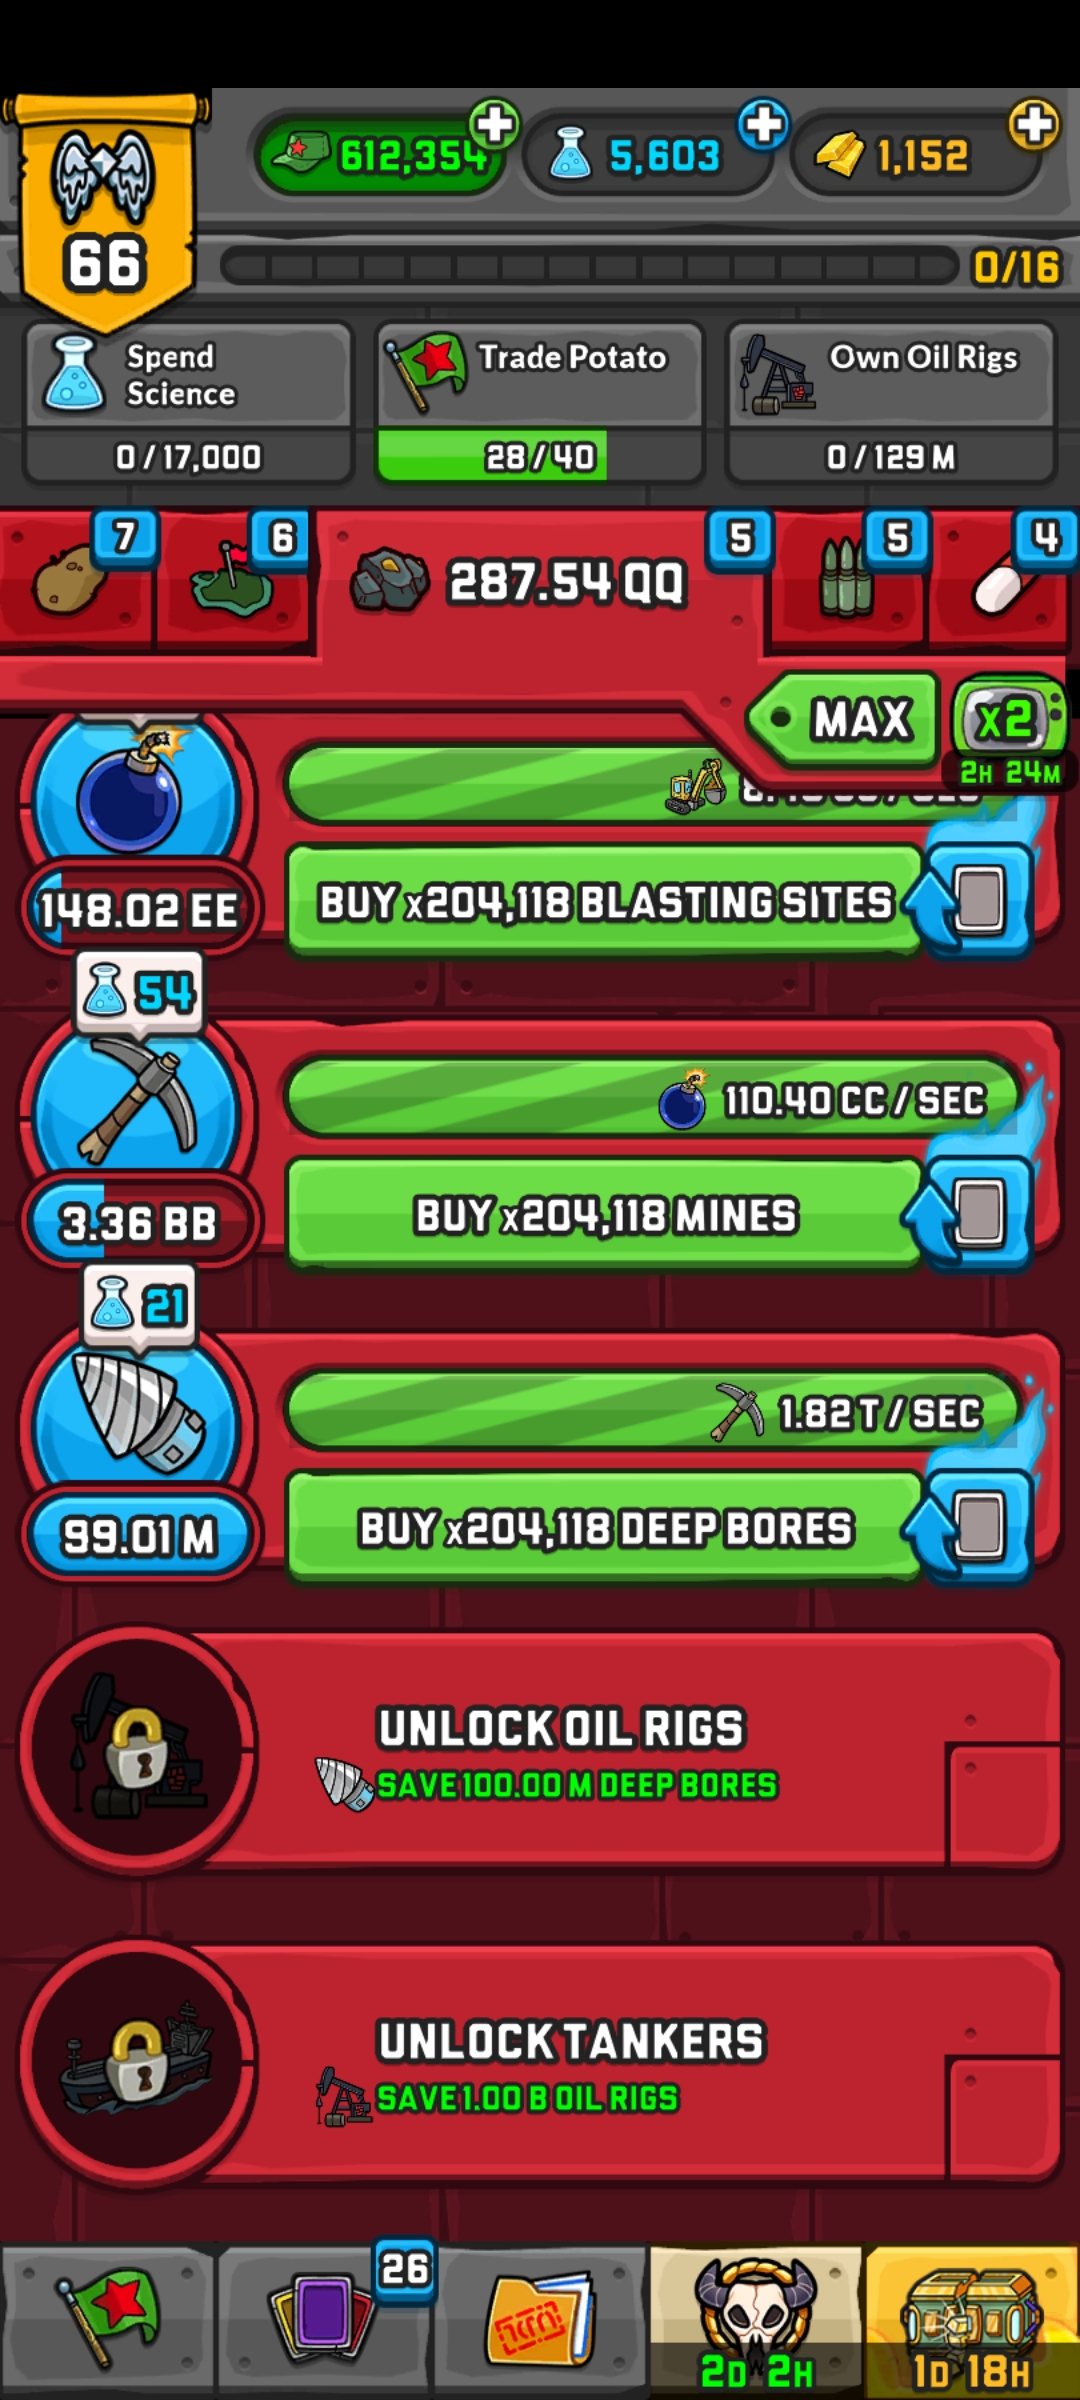 612,354
5,603
1,152
66
0/16
Spend
Science
0 / 17,000
Trade Potato
28 / 40
Own Oil Rigs
0 / 129 M
7
6
287.54 QQ
5
5
4
MAX
x2
2H 24M
148.02 EE
BUY x204,118 BLASTING SITES
54
110.40 CC / SEC
3.36 BB
BUY x204,118 MINES
21
1.82 T / SEC
99.01 M
BUY x204,118 DEEP BORES
UNLOCK OIL RIGS
SAVE 100.00 M DEEP BORES
UNLOCK TANKERS
SAVE 1.00 B OIL RIGS
26
2D 2H
1D 18H